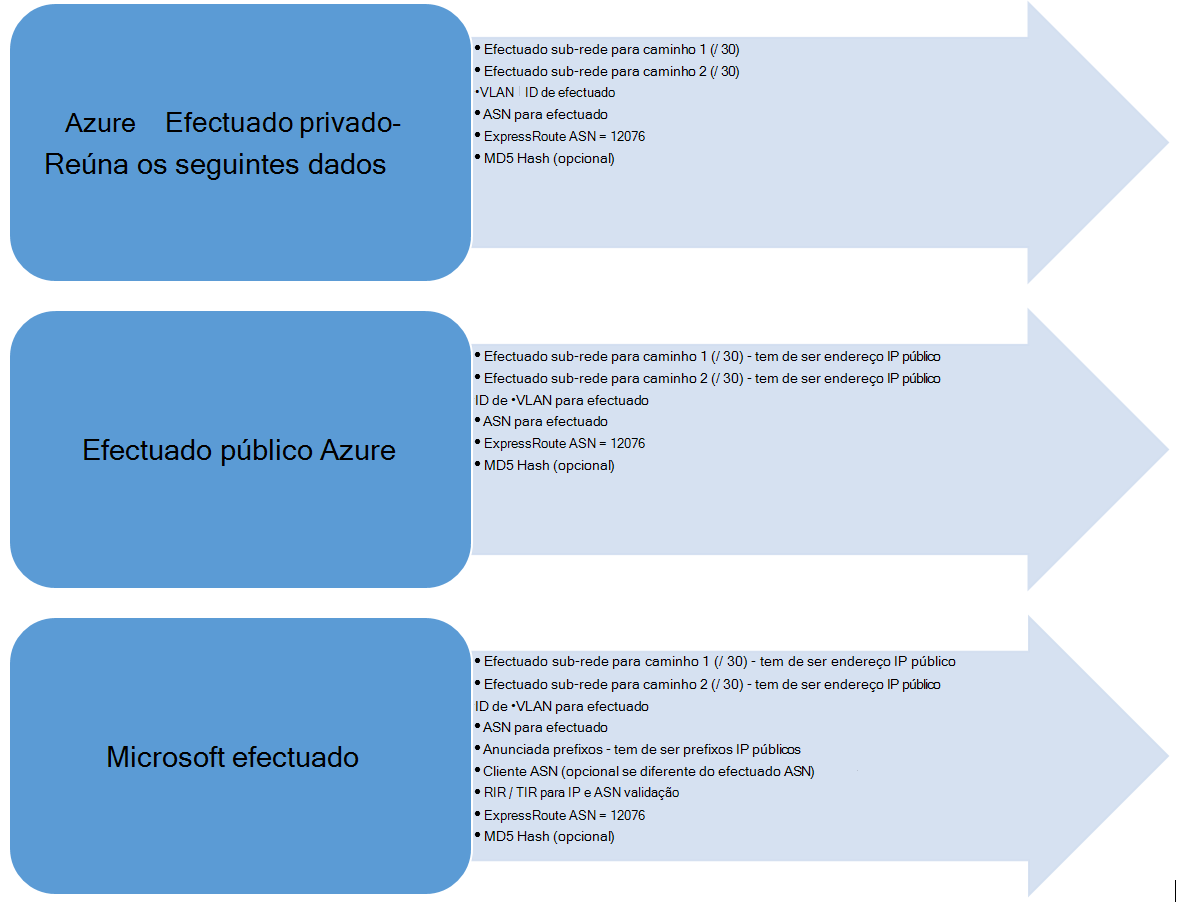 Azure Efectuado privado-
Reúna os seguintes dados
• Efectuado sub-rede para caminho 1 (/ 30)
• Efectuado sub-rede para caminho 2 (/ 30)
•VLAN ID de efectuado
• ASN para efectuado
• ExpressRoute ASN = 12076
• MD5 Hash (opcional)
Efectuado público Azure
• Efectuado sub-rede para caminho 1 (/ 30) - tem de ser endereço IP público
• Efectuado sub-rede para caminho 2 (/ 30) - tem de ser endereço IP público
ID de •VLAN para efectuado
• ASN para efectuado
• ExpressRoute ASN = 12076
• MD5 Hash (opcional)
Microsoft efectuado
• Efectuado sub-rede para caminho 1 (/ 30) - tem de ser endereço IP público
• Efectuado sub-rede para caminho 2 (/ 30) - tem de ser endereço IP público
ID de •VLAN para efectuado
• ASN para efectuado
• Anunciada prefixos - tem de ser prefixos IP públicos
• Cliente ASN (opcional se diferente do efectuado ASN)
• RIR / TIR para IP e ASN validação
• ExpressRoute ASN = 12076
• MD5 Hash (opcional)